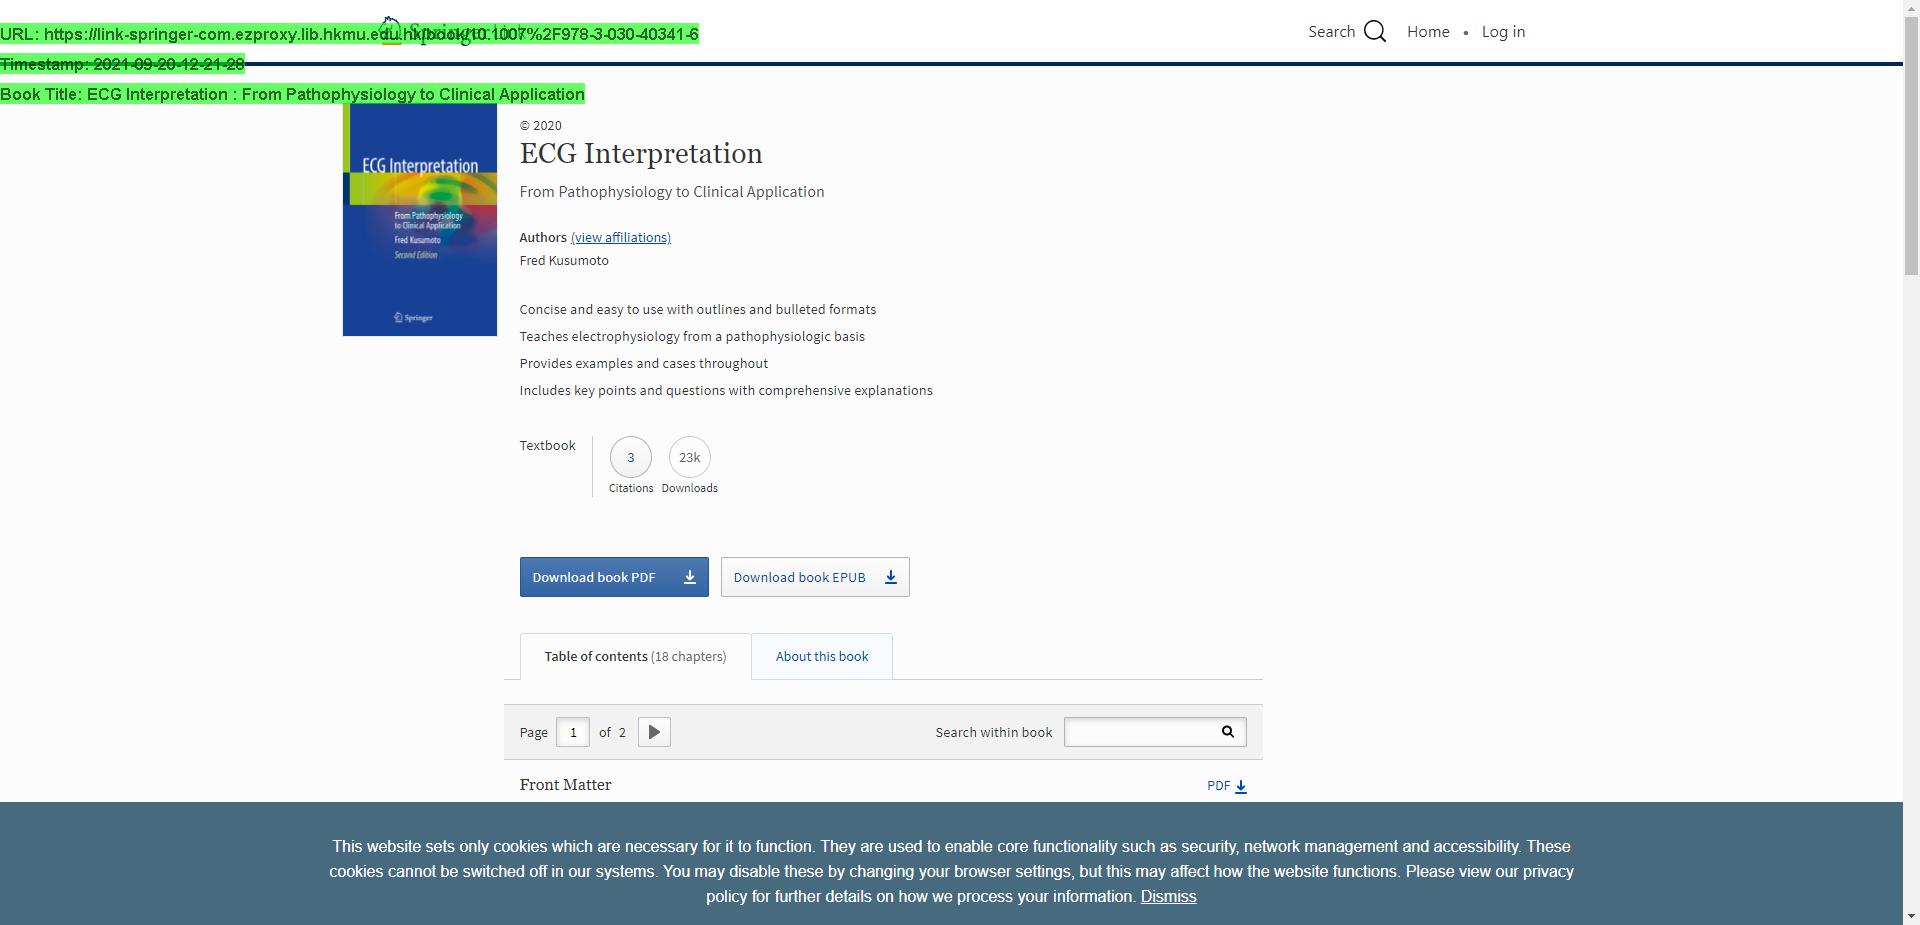 URL: https://link-springer-com.ezproxy.lib.hkmu.edu.hk/book/10.1007%2F978-3-030-40341-6
Search Home • Log in
Timestamp: 2021-09-20-12-21-28
Book Title: ECG Interpretation : From Pathophysiology to Clinical Application
ECG Interpretation
From Pathophysiology
to Clinical Application
Fred Kusumoto
Second Edition
Springer
© 2020
ECG Interpretation
From Pathophysiology to Clinical Application
Authors (view affiliations)
Fred Kusumoto
Concise and easy to use with outlines and bulleted formats
Teaches electrophysiology from a pathophysiologic basis
Provides examples and cases throughout
Includes key points and questions with comprehensive explanations
Textbook 3 23k
Citations Downloads
Download book PDF Download book EPUB
Table of contents (18 chapters) About this book
Page 1 of 2 Search within book
Front Matter PDF
This website sets only cookies which are necessary for it to function. They are used to enable core functionality such as security, network management and accessibility. These
cookies cannot be switched off in our systems. You may disable these by changing your browser settings, but this may affect how the website functions. Please view our privacy
policy for further details on how we process your information. Dismiss